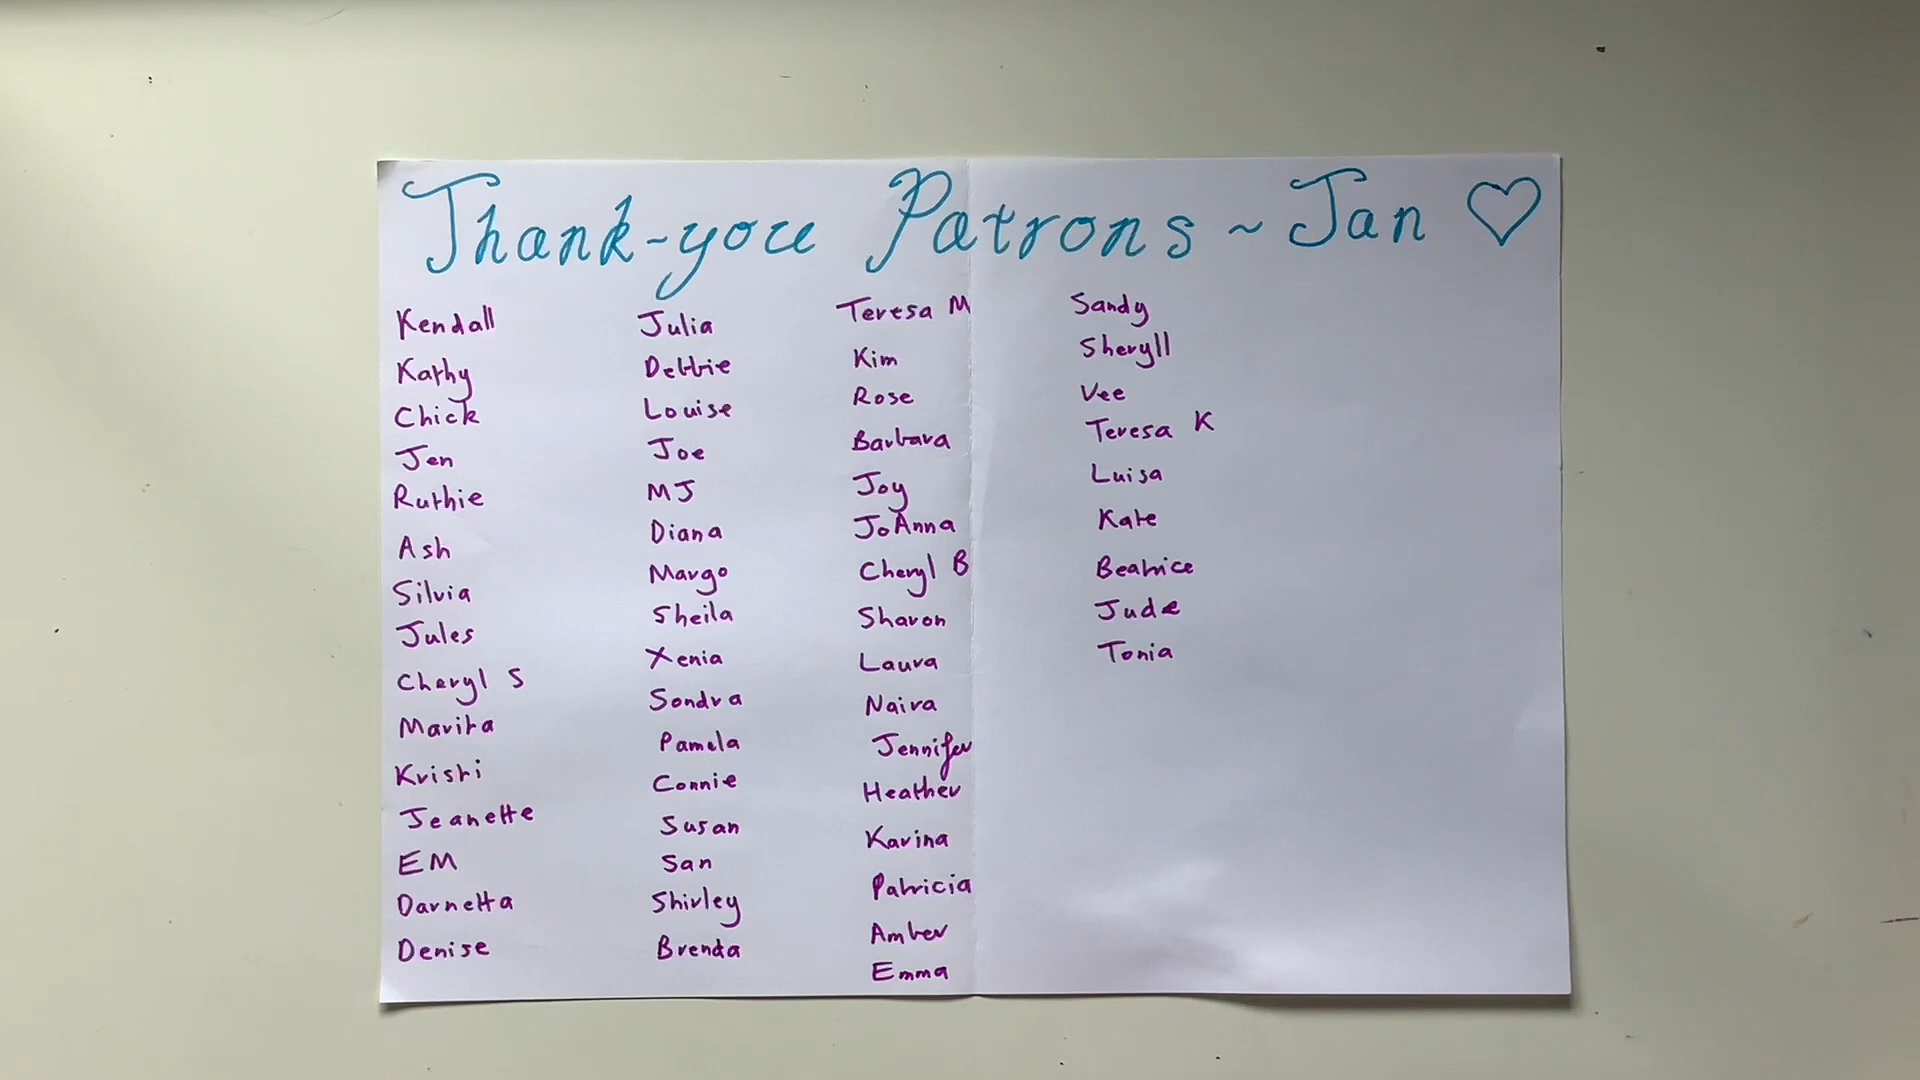 Thank-you Patrons ~ Jan ♡
Kendall
Kathy
Chick
Jen
Ruthie
Ash
Silvia
Jules
Cheryl S
Marita
Kristi
Jeanette
EM
Darnetta
Denise
Julia
Debbie
Louise
Joe
MJ
Diana
Margo
Sheila
Xenia
Sondra
Pamela
Connie
Susan
San
Shirley
Brenda
Teresa M
Kim
Rose
Barbara
Joy
JoAnna
Cheryl B
Sharon
Laura
Naira
Jennifer
Heather
Karina
Patricia
Amber
Emma
Sandy
Sheryll
Vee
Teresa K
Luisa
Kate
Beatrice
Jude
Tonia